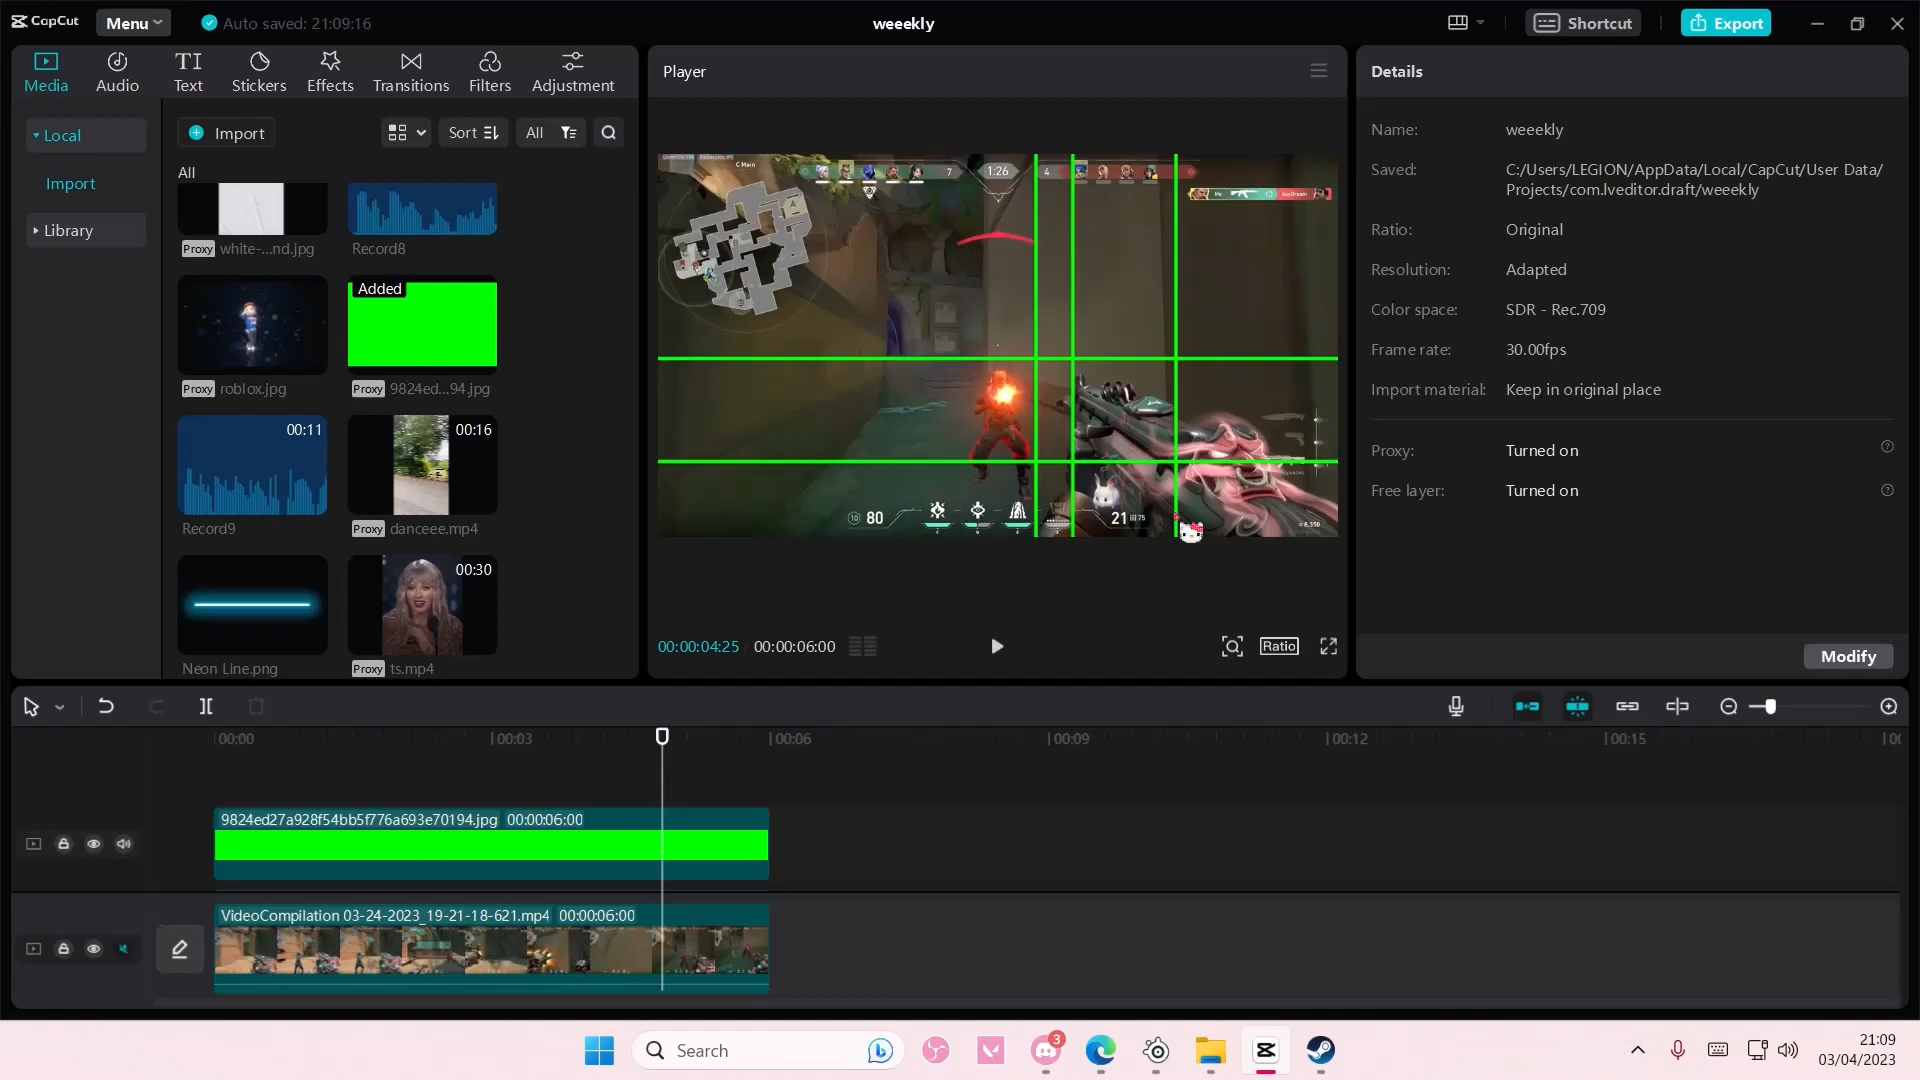 CapCut
Menu
Auto saved: 21:09:16
weeekly
Shortcut
Export
Media
Audio
Text
Stickers
Effects
Transitions
Filters
Adjustment
Player
Details
Local
Import
Library
Import
Sort
All
All
Proxy white-...nd.jpg
Record8
Added
Proxy roblox.jpg
Proxy 9824ed...94.jpg
00:11
00:16
Record9
Proxy danceee.mp4
00:30
Neon Line.png
Proxy ts.mp4
C Main
7
1:26
4
80
21
75
8,350
00:00:04:25
00:00:06:00
Ratio
Name: weeekly
Saved: C:/Users/LEGION/AppData/Local/CapCut/User Data/
Projects/com.lveditor.draft/weeekly
Ratio: Original
Resolution: Adapted
Color space: SDR - Rec.709
Frame rate: 30.00fps
Import material: Keep in original place
Proxy: Turned on
Free layer: Turned on
Modify
00:00
00:03
00:06
00:09
00:12
00:15
9824ed27a928f54bb5f776a693e70194.jpg 00:00:06:00
VideoCompilation 03-24-2023_19-21-18-621.mp4 00:00:06:00
Search
3
21:09
03/04/2023